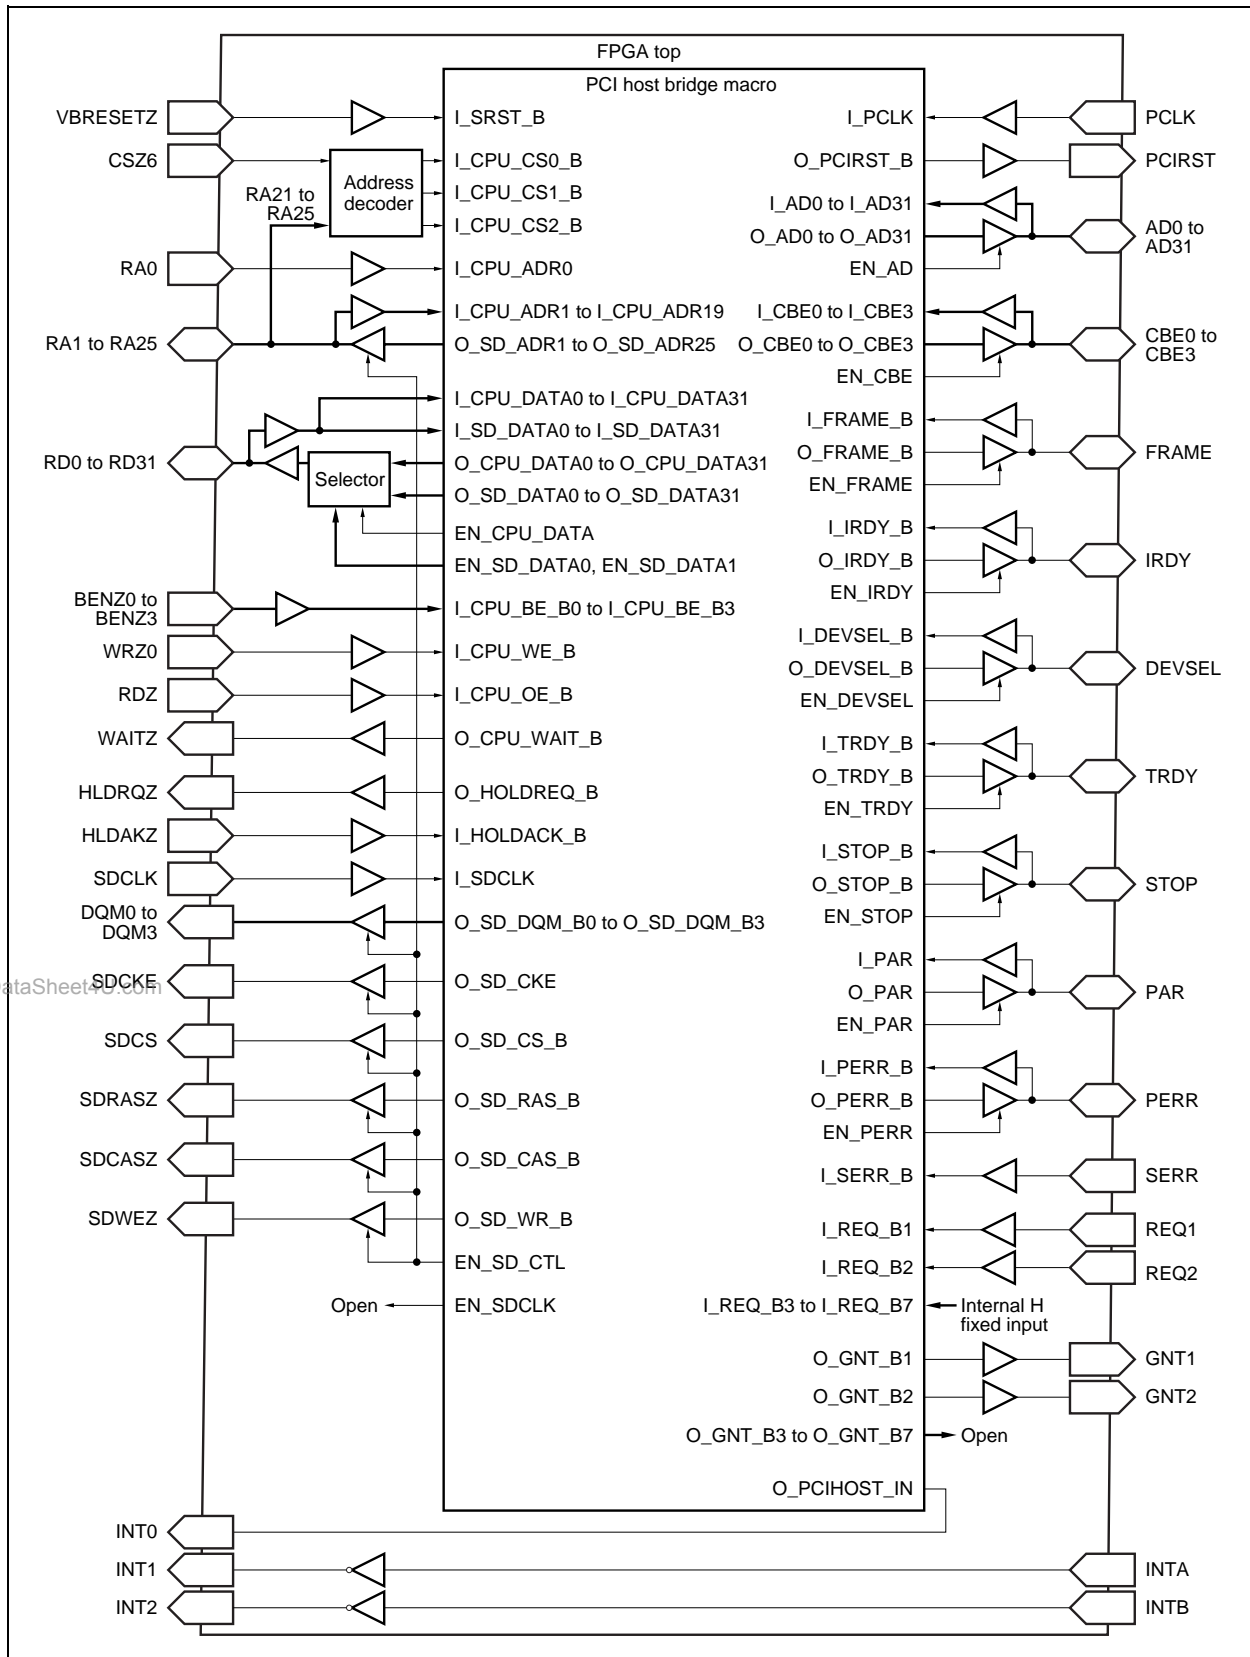 FPGA top
PCI host bridge macro
VBRESETZ
I_SRST_B
I_PCLK
PCLK
CSZ6
Address
decoder
I_CPU_CS0_B
O_PCIRST_B
PCIRST
RA21 to
RA25
I_CPU_CS1_B
I_AD0 to I_AD31
I_CPU_CS2_B
O_AD0 to O_AD31
AD0 to
AD31
RA0
I_CPU_ADR0
EN_AD
I_CPU_ADR1 to I_CPU_ADR19
I_CBE0 to I_CBE3
RA1 to RA25
O_SD_ADR1 to O_SD_ADR25
O_CBE0 to O_CBE3
CBE0 to
CBE3
EN_CBE
I_CPU_DATA0 to I_CPU_DATA31
I_FRAME_B
I_SD_DATA0 to I_SD_DATA31
O_FRAME_B
FRAME
RD0 to RD31
Selector
O_CPU_DATA0 to O_CPU_DATA31
EN_FRAME
O_SD_DATA0 to O_SD_DATA31
I_IRDY_B
EN_CPU_DATA
O_IRDY_B
IRDY
EN_SD_DATA0, EN_SD_DATA1
EN_IRDY
BENZ0 to
BENZ3
I_CPU_BE_B0 to I_CPU_BE_B3
I_DEVSEL_B
WRZ0
I_CPU_WE_B
O_DEVSEL_B
DEVSEL
RDZ
I_CPU_OE_B
EN_DEVSEL
WAITZ
O_CPU_WAIT_B
I_TRDY_B
O_TRDY_B
TRDY
HLDRQZ
O_HOLDREQ_B
EN_TRDY
HLDAKZ
I_HOLDACK_B
I_STOP_B
SDCLK
I_SDCLK
O_STOP_B
STOP
DQM0 to
DQM3
O_SD_DQM_B0 to O_SD_DQM_B3
EN_STOP
I_PAR
DataSheet4U.com
SDCKE
O_SD_CKE
O_PAR
PAR
EN_PAR
SDCS
O_SD_CS_B
I_PERR_B
SDRASZ
O_SD_RAS_B
O_PERR_B
PERR
EN_PERR
SDCASZ
O_SD_CAS_B
I_SERR_B
SERR
SDWEZ
O_SD_WR_B
I_REQ_B1
REQ1
EN_SD_CTL
I_REQ_B2
REQ2
Open
EN_SDCLK
I_REQ_B3 to I_REQ_B7
Internal H
fixed input
O_GNT_B1
GNT1
O_GNT_B2
GNT2
O_GNT_B3 to O_GNT_B7
Open
O_PCIHOST_IN
INT0
INT1
INTA
INT2
INTB